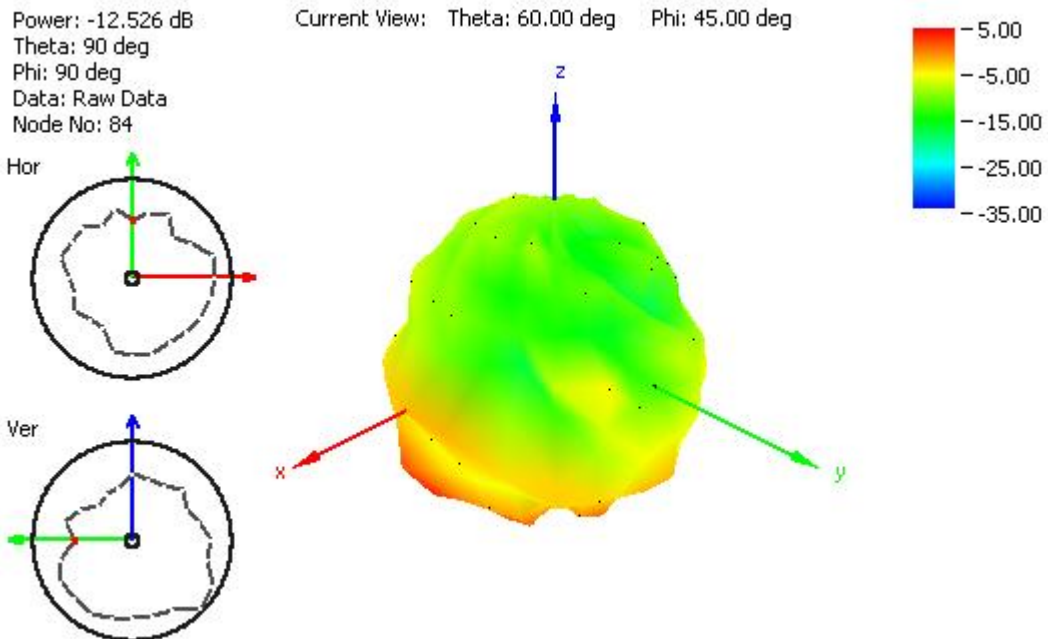 Power: -12.526 dB
Theta: 90 deg
Phi: 90 deg
Data: Raw Data
Node No: 84
Current View: Theta: 60.00 deg Phi: 45.00 deg
5.00
-5.00
-15.00
-25.00
-35.00
Hor
Ver
z
x
y